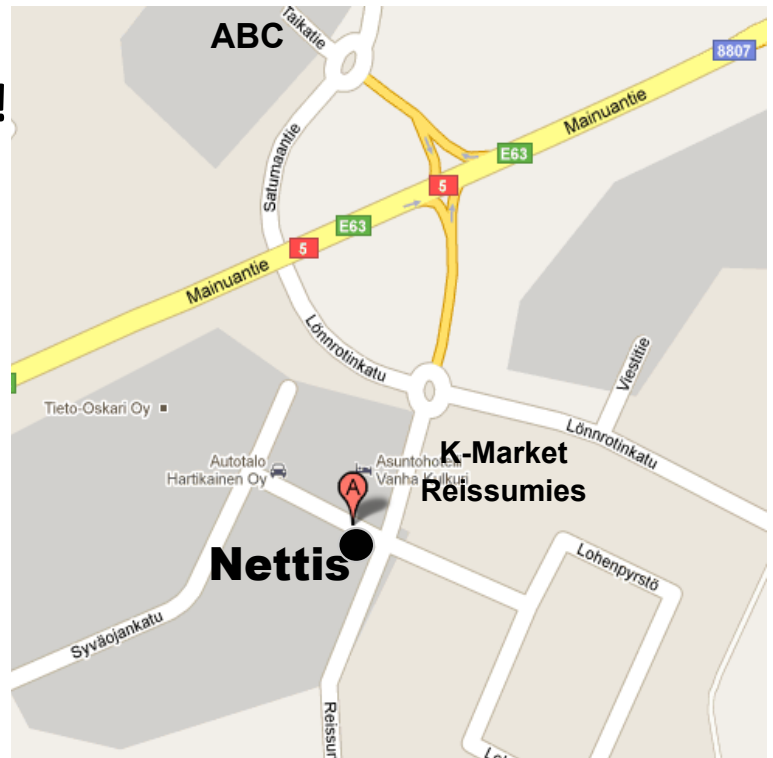 Taikatie
ABC
8807
!
Mainuantie
E63
Satumaantie
5
E63
5
Mainuantie
Lönnrotinkatu
Viestitie
Tieto-Oskari Oy
Lönnrotinkatu
K-Market
Reissumies
Autotalo
Hartikainen Oy
Asuntohotelli
Vanha Kulkuri
A
Nettis
Lohenpyrstö
Syväojankatu